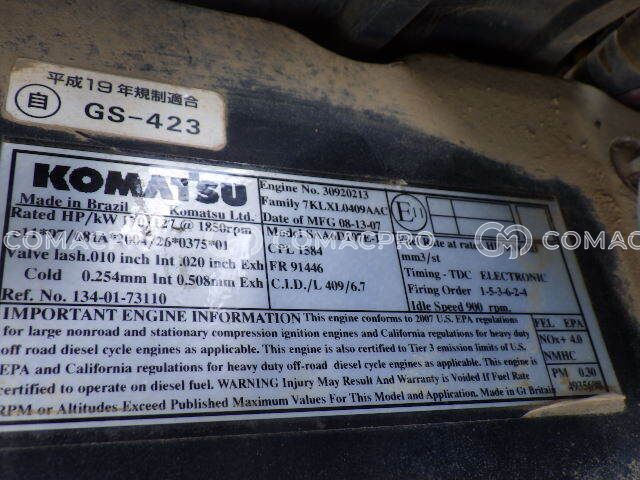 平成19年規制適合
自 GS-423
KOMATSU
Made in Brazil Komatsu Ltd.
Rated HP/kW @ 1850rpm
Valve lash .010 inch Int .020 inch Exh
Cold 0.254mm Int 0.508mm Exh
Ref. No. 134-01-73110
Engine No. 30920213
Family 7KLXL0409AAC
Date of MFG 08-13-07
Model
CPL 1584
FR 91446
C.I.D./L 409/6.7
E11
rate at rated
mm3/st
Timing - TDC ELECTRONIC
Firing Order 1-5-3-6-2-4
Idle Speed 900 rpm.
IMPORTANT ENGINE INFORMATION This engine conforms to 2007 U.S. EPA regulations
for large nonroad and stationary compression ignition engines and California regulations for heavy duty
off road diesel cycle engines as applicable. This engine is also certified to Tier 3 emission limits of U.S.
EPA and California regulations for heavy duty off-road diesel cycle engines as applicable. This engine is
certified to operate on diesel fuel. WARNING Injury May Result And Warranty is Voided If Fuel Rate
RPM or Altitudes Exceed Published Maximum Values For This Model and Application. Made in Gt Britain
FEL EPA
NOx+ 4.0
NMHC
PM 0.20
COMACPRO